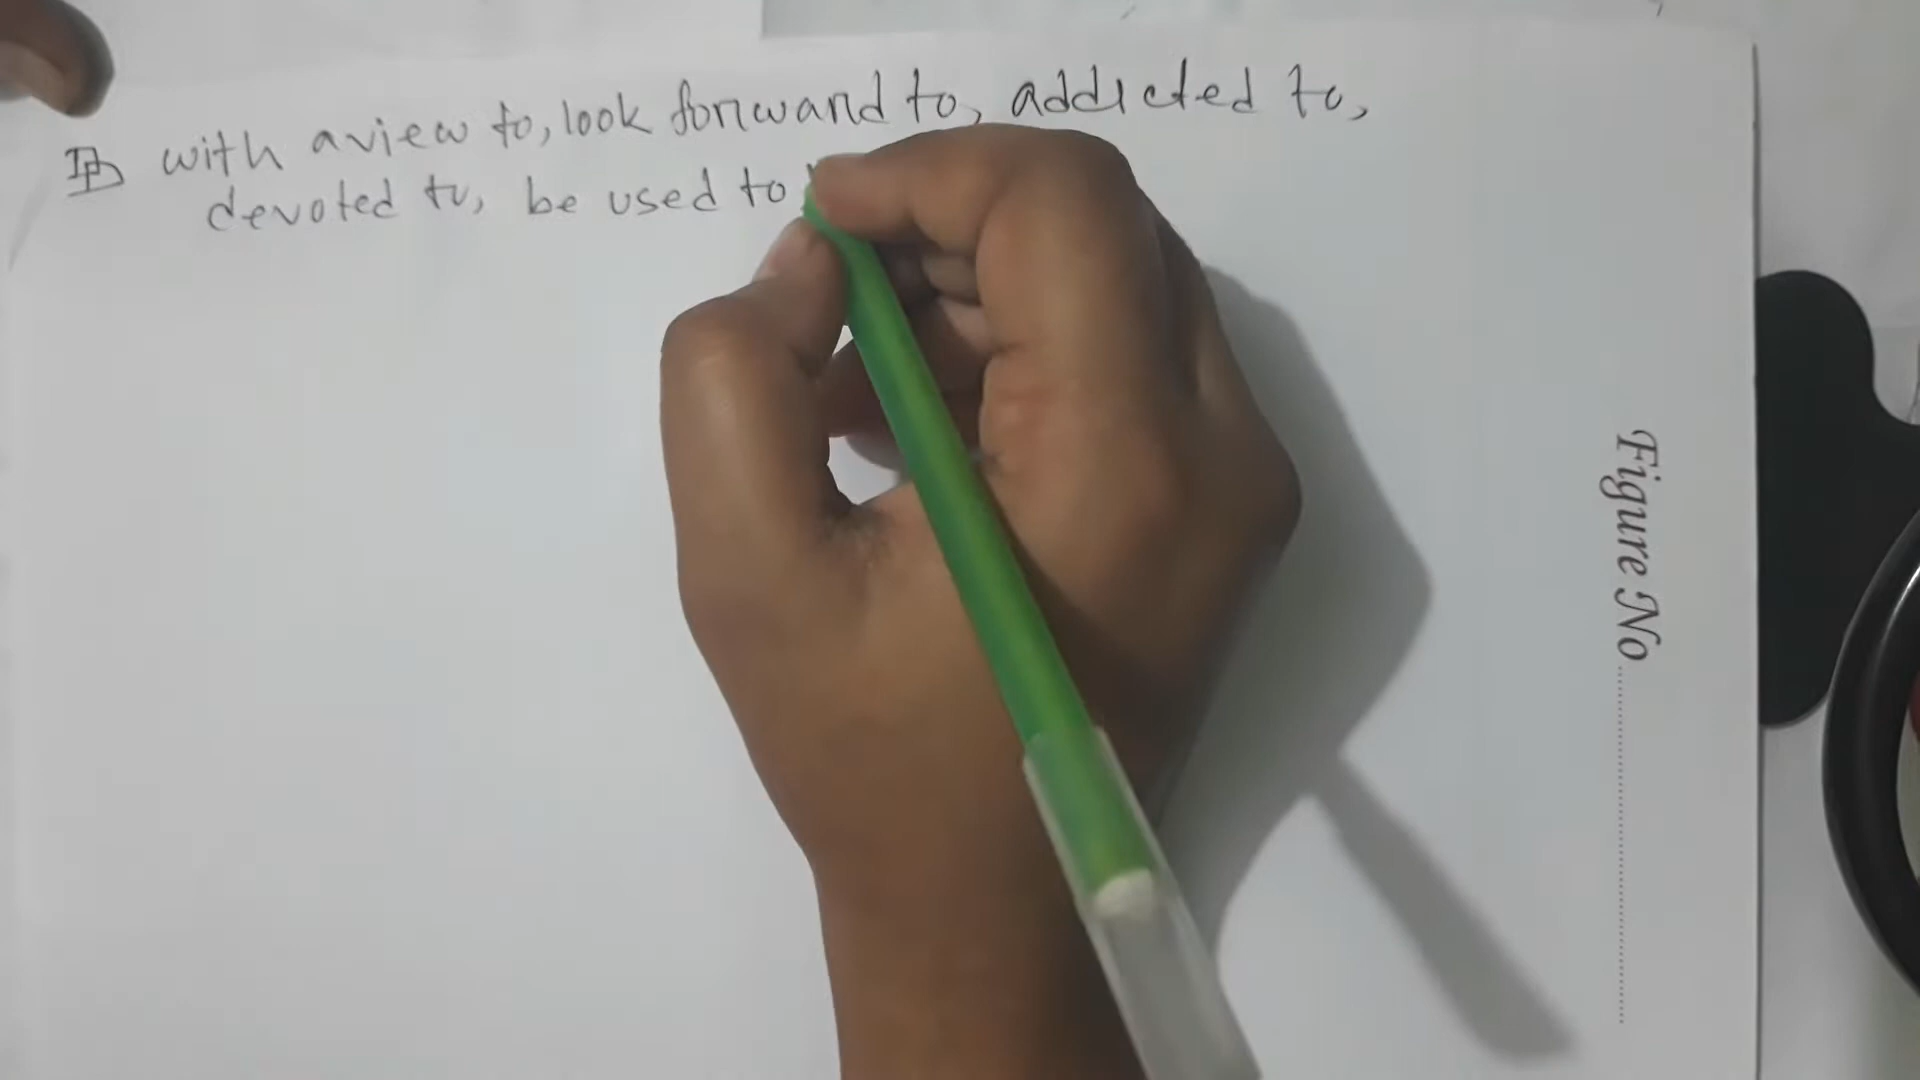 with a view to, look forward to, addicted to,
devoted to, be used to
Figure No